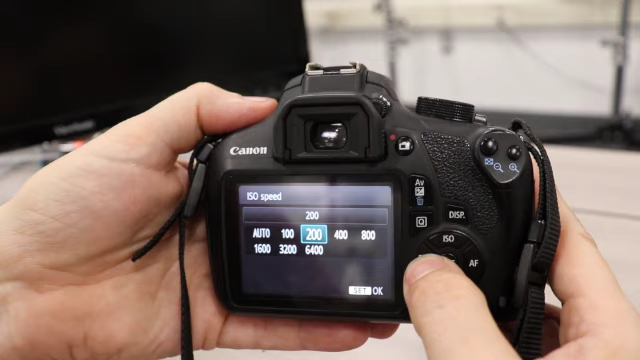 Canon
Av
DISP.
Q
ISO
AF
ISO speed
200
AUTO 100 200 400 800
1600 3200 6400
SET OK